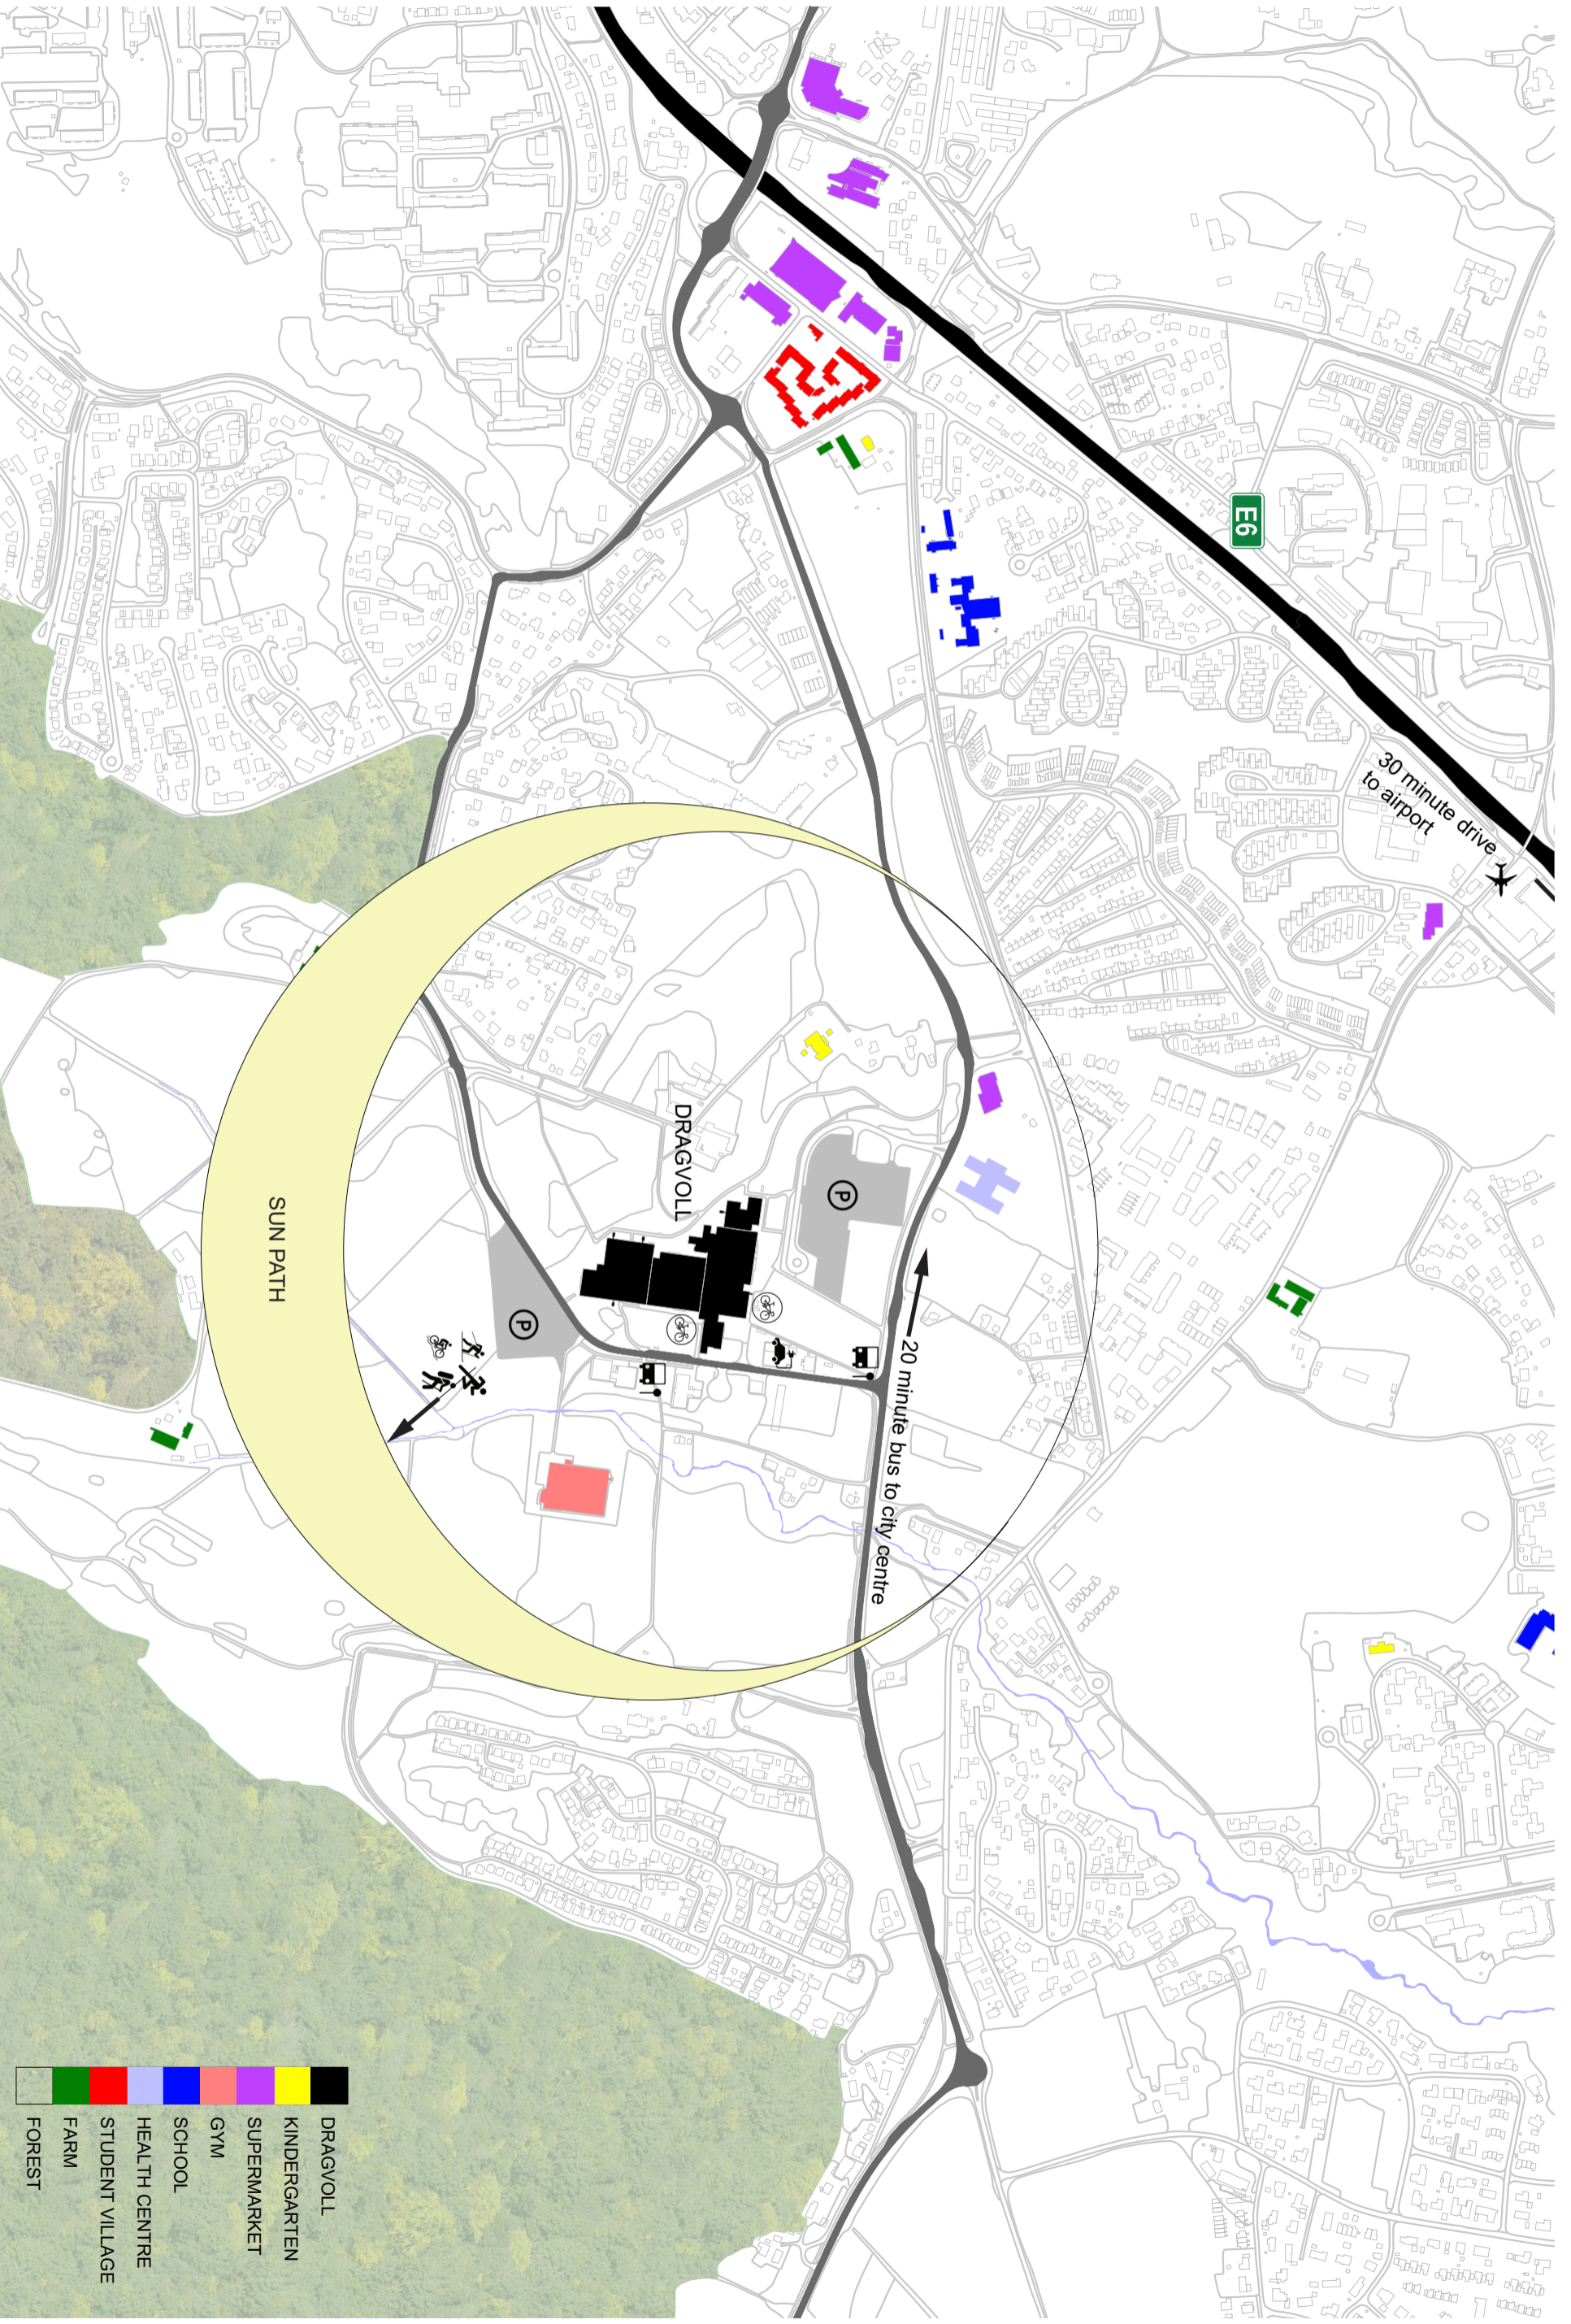 E6
30 minute drive
to airport
DRAGVOLL
P
P
20 minute bus to city centre
SUN PATH
DRAGVOLL
KINDERGARTEN
SUPERMARKET
GYM
SCHOOL
HEALTH CENTRE
STUDENT VILLAGE
FARM
FOREST